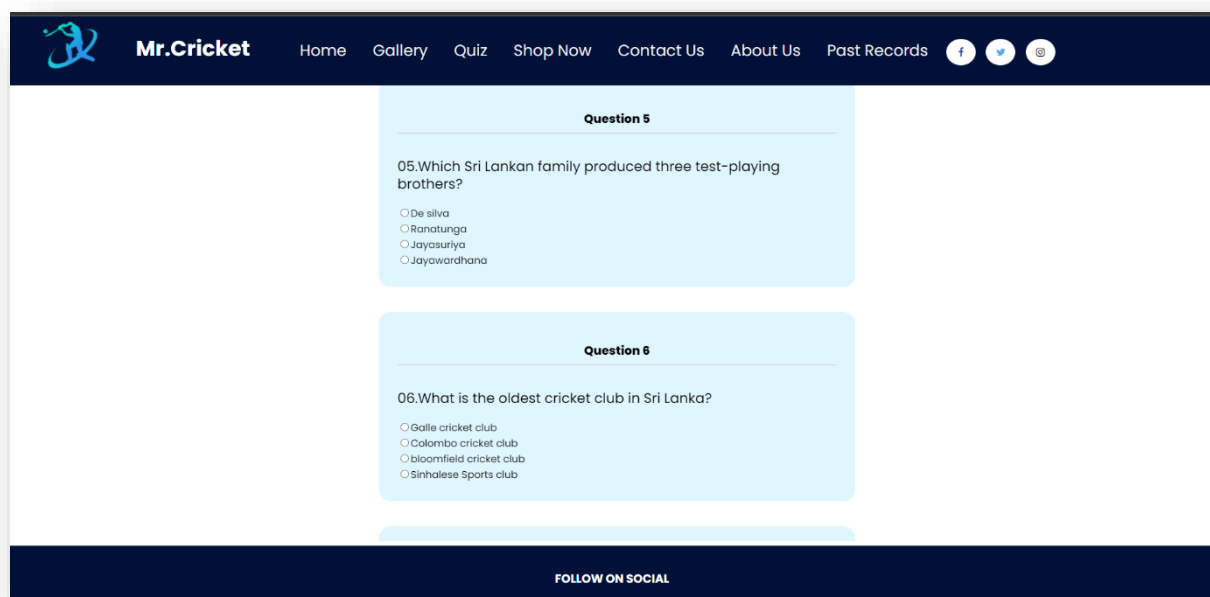 Mr.Cricket Home Gallery Quiz Shop Now Contact Us About Us Past Records
Question 5
05.Which Sri Lankan family produced three test-playing
brothers?
De silva
Ranatunga
Jayasuriya
Jayawardhana
Question 6
06.What is the oldest cricket club in Sri Lanka?
Galle cricket club
Colombo cricket club
bloomfield cricket club
Sinhalese Sports club
FOLLOW ON SOCIAL